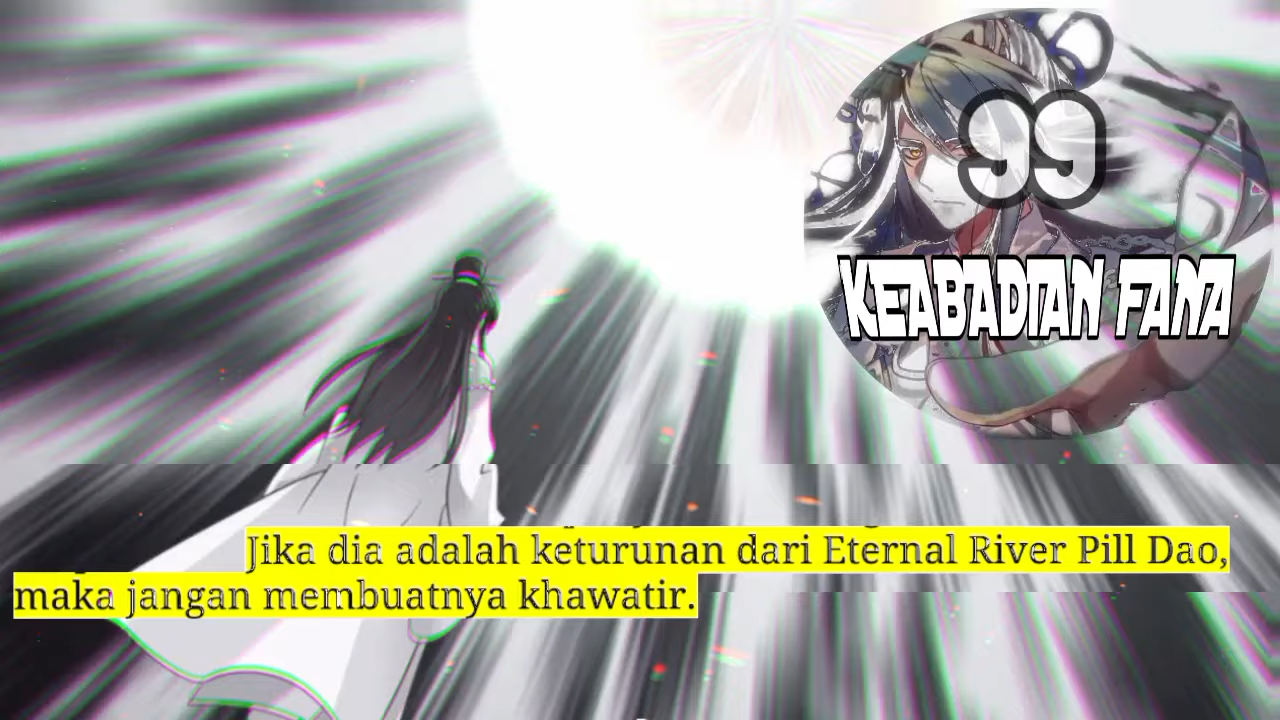 99
KEABADIAN FANA
Jika dia adalah keturunan dari Eternal River Pill Dao,
maka jangan membuatnya khawatir.